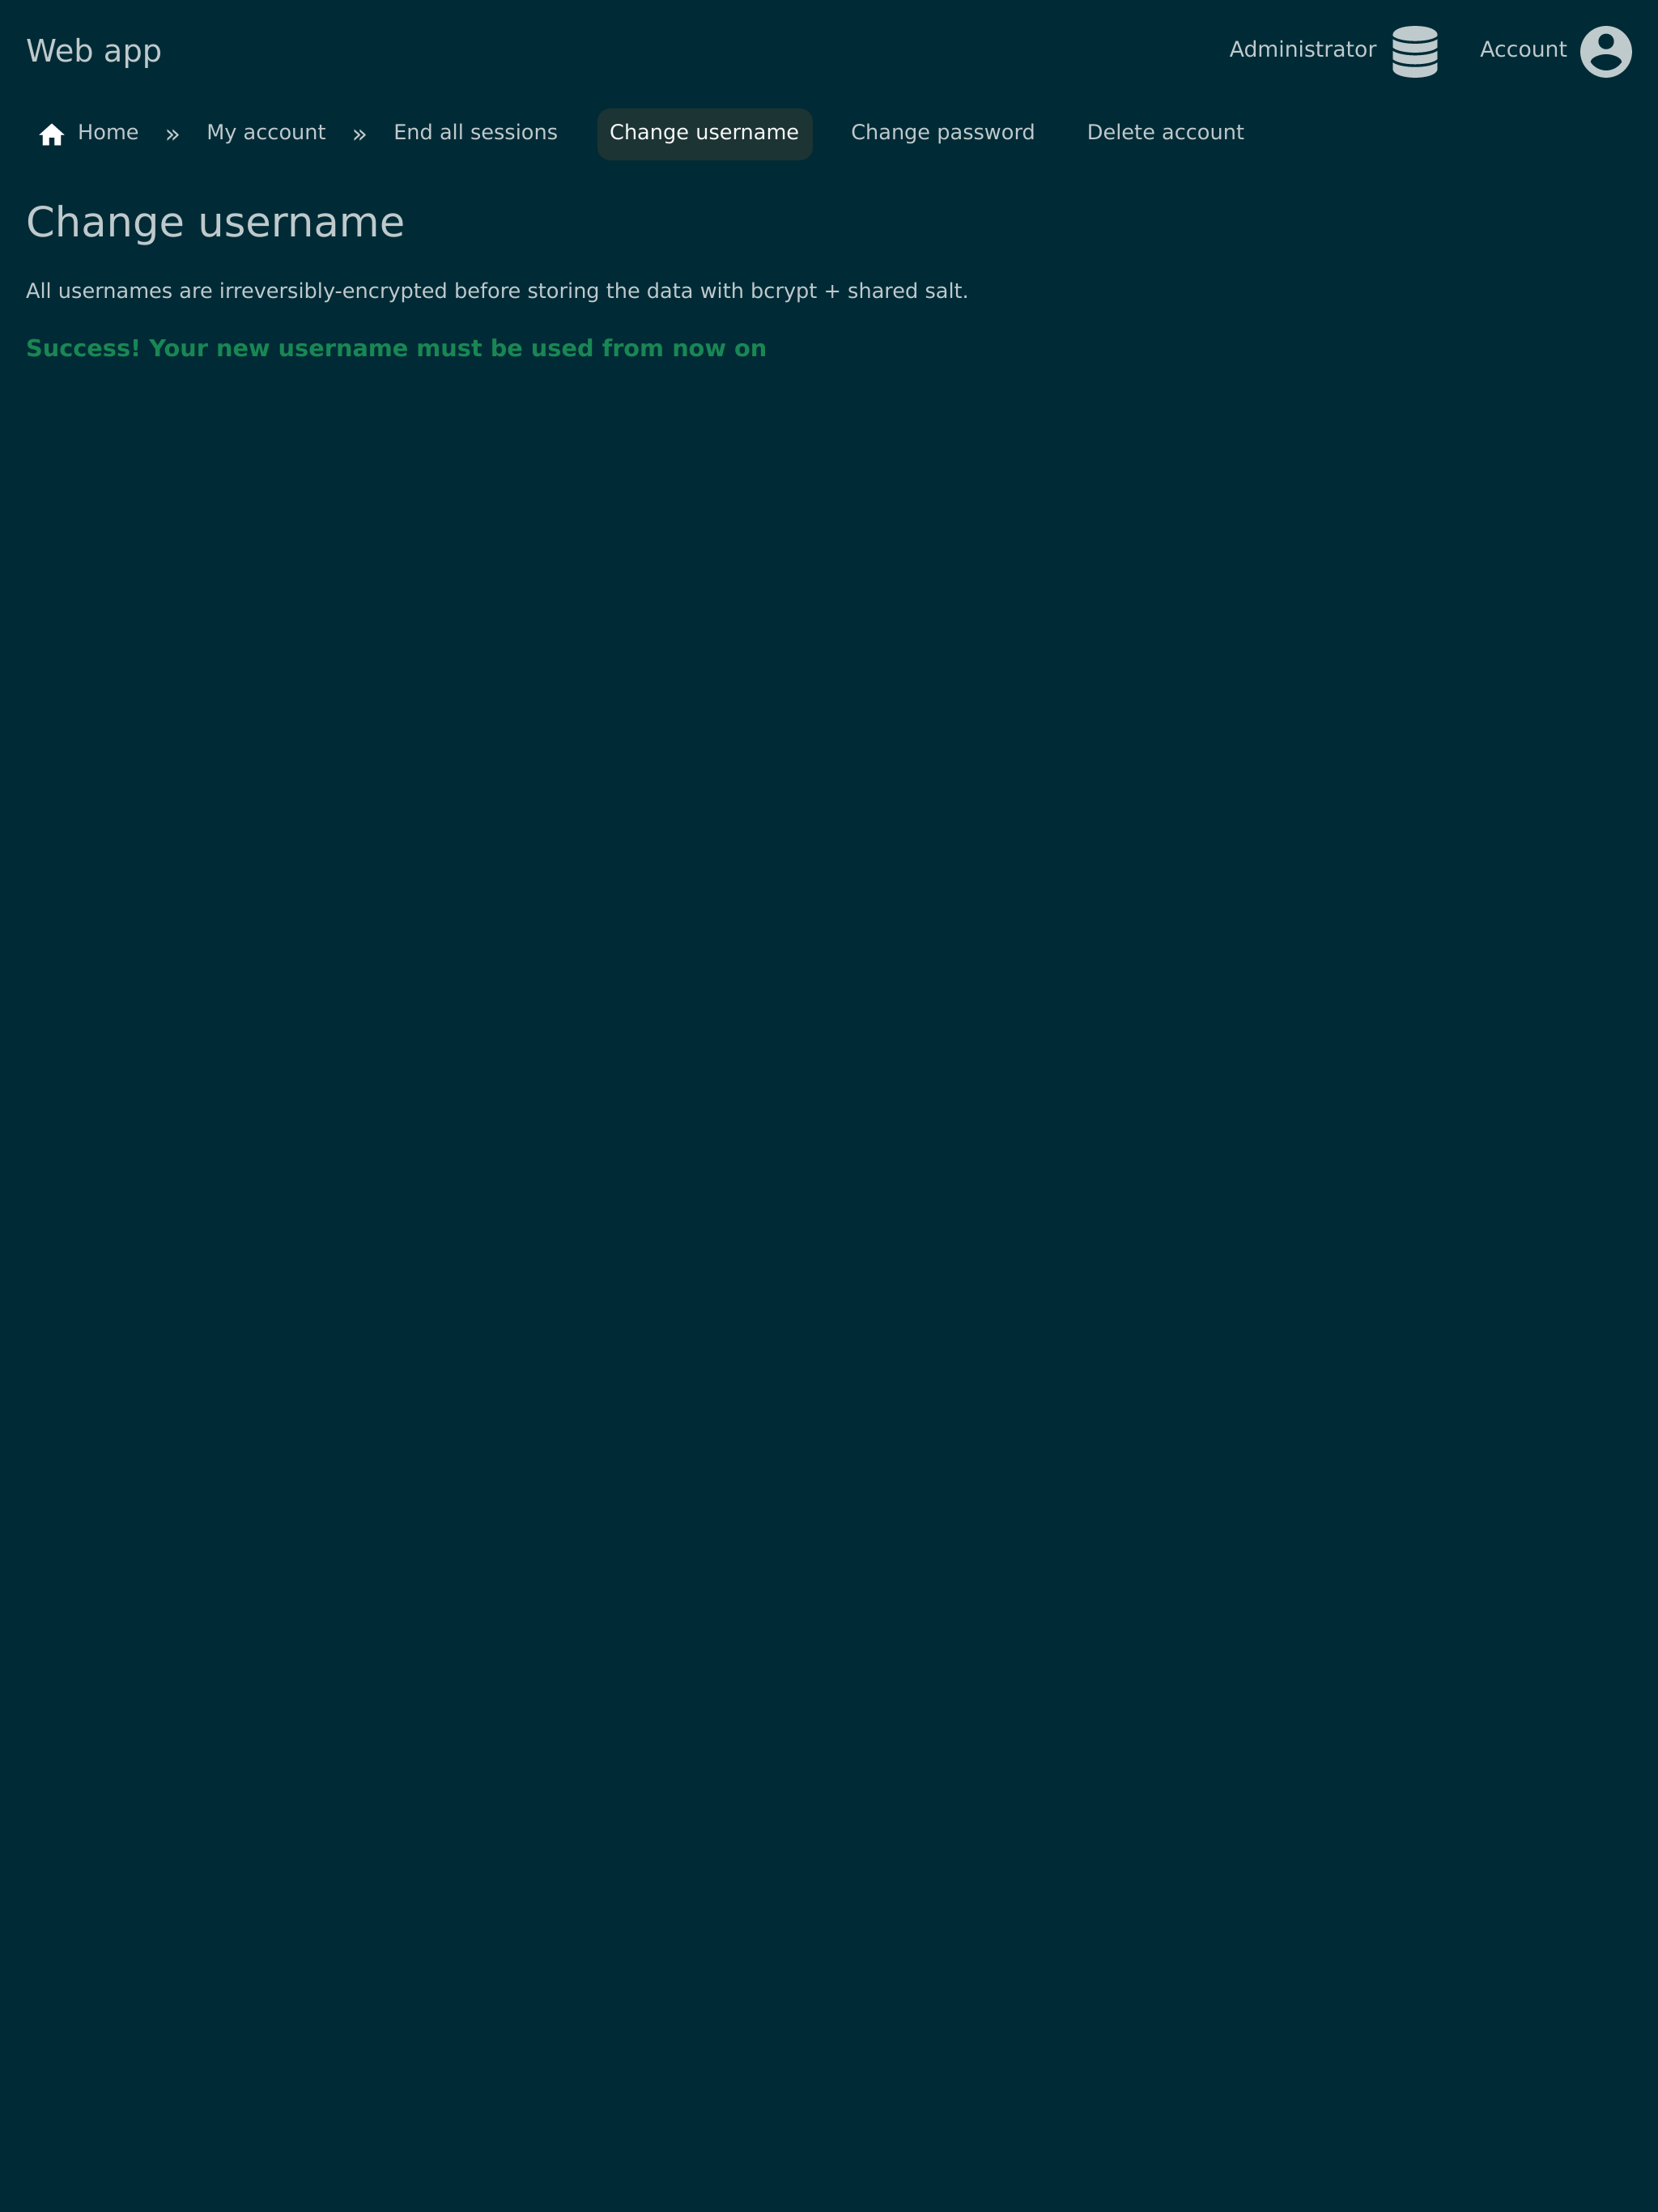 Web app
Administrator
Account
Home » My account » End all sessions Change username Change password Delete account
Change username
All usernames are irreversibly-encrypted before storing the data with bcrypt + shared salt.
Success! Your new username must be used from now on